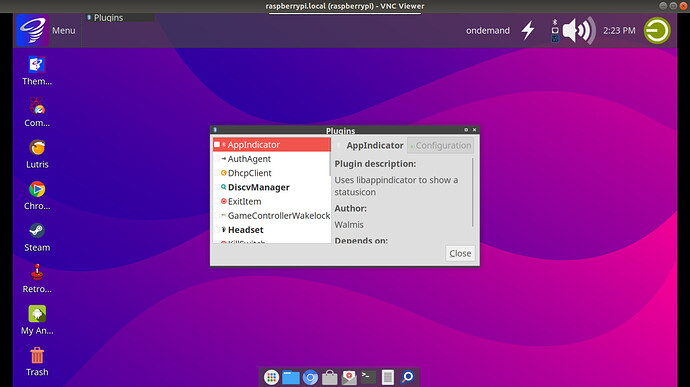 raspberrypi.local (raspberrypi) - VNC Viewer
Menu
Plugins
ondemand
2:23 PM
Them...
Com...
Lutris
Chro...
Steam
Retro...
My An...
Trash
Plugins
AppIndicator
AuthAgent
DhcpClient
DiscvManager
ExitItem
GameControllerWakelock
Headset
KillSwitch
AppIndicator
Configuration
Plugin description:
Uses libappindicator to show a
statusicon
Author:
Walmis
Depends on:
Close